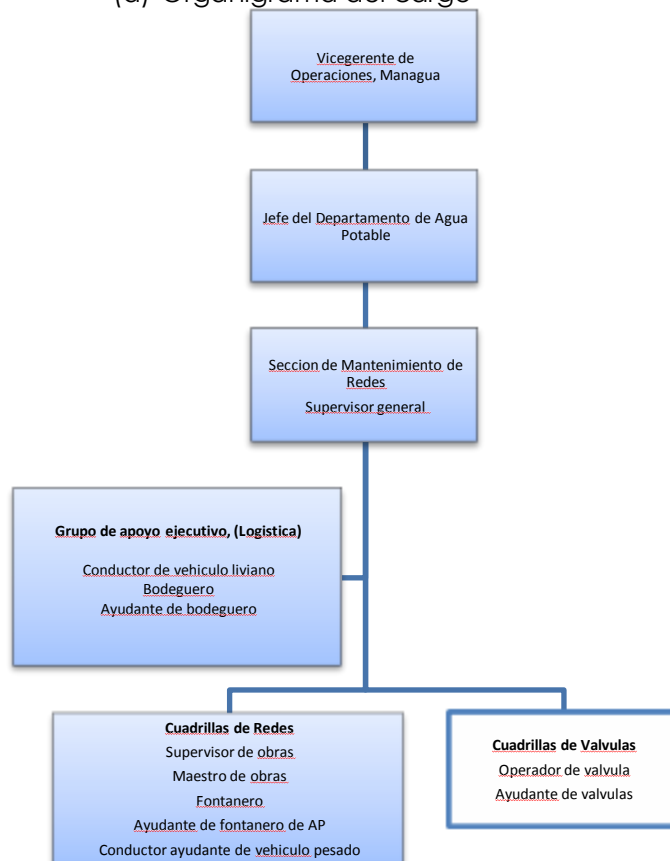 (a) Organigrama del cargo
Vicegerente de
Operaciones, Managua
Jefe del Departamento de Agua
Potable
Seccion de Mantenimiento de
Redes
Supervisor general
Grupo de apoyo ejecutivo, (Logistica)
Conductor de vehiculo liviano
Bodeguero
Ayudante de bodeguero
Cuadrillas de Redes
Supervisor de obras
Maestro de obras
Fontanero
Ayudante de fontanero de AP
Conductor ayudante de vehiculo pesado
Cuadrillas de Valvulas
Operador de valvula
Ayudante de valvulas